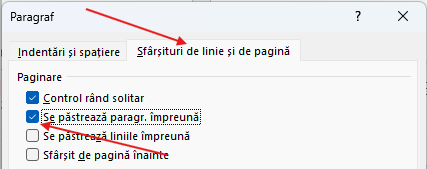 Paragraf
Indentări și spațiere
Sfârșituri de linie și de pagină
Paginare
Control rând solitar
Se păstrează paragr. împreună
Se păstrează liniile împreună
Sfârșit de pagină înainte